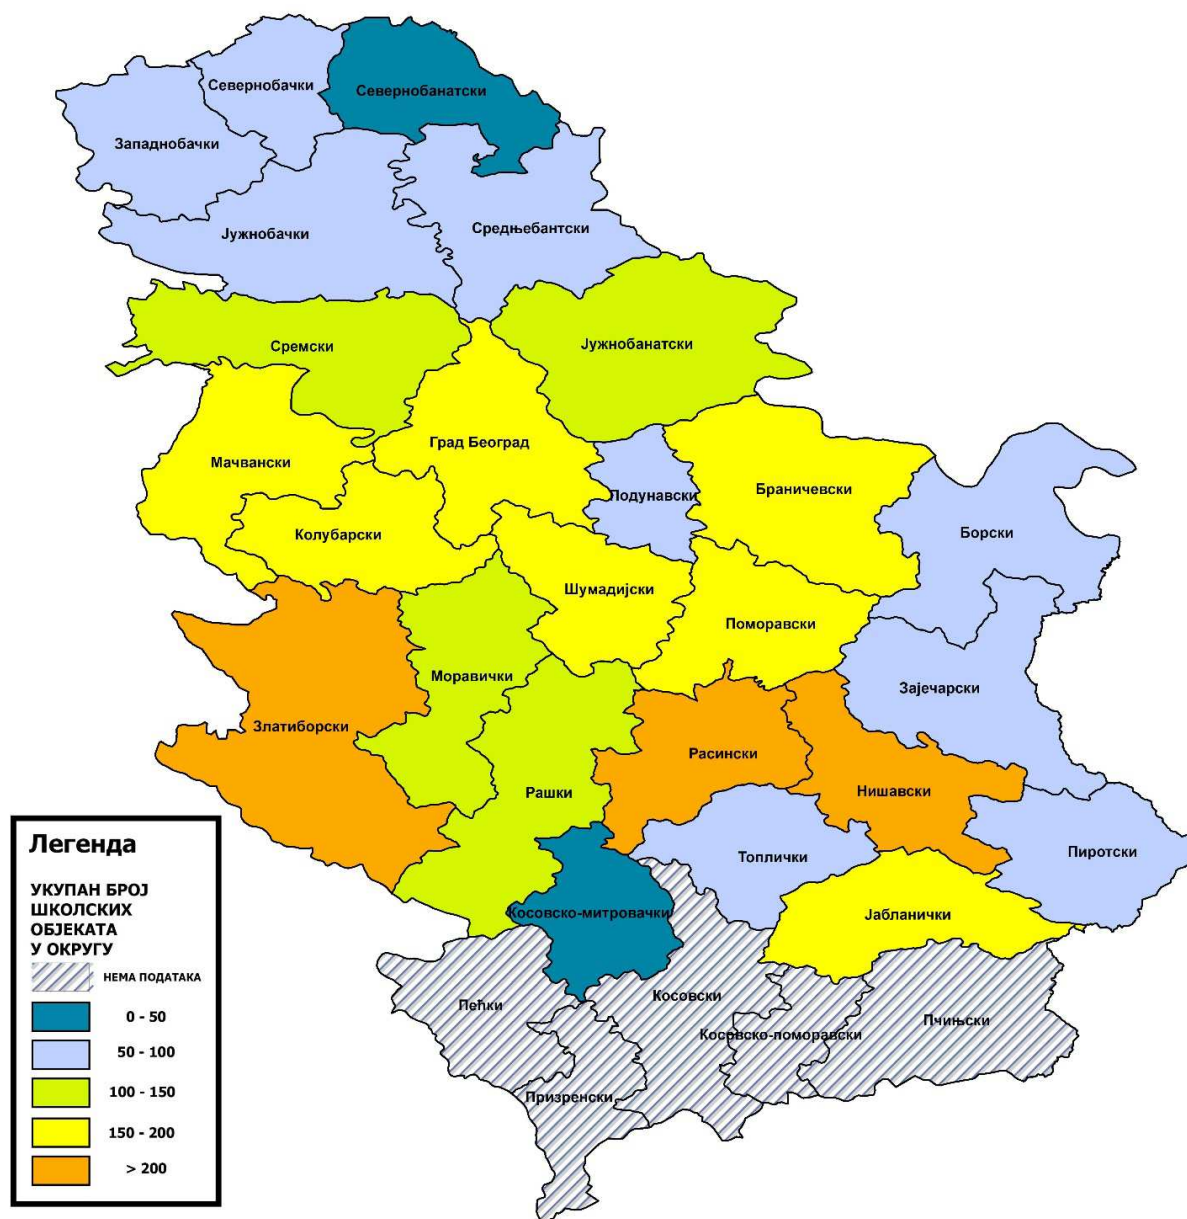 Севернобачки
Севернобанатски
Западнобачки
Јужнобачки
Средњебантски
Сремски
Јужнобанатски
Град Београд
Мачвански
Подунавски
Браничевски
Колубарски
Борски
Шумадијски
Поморавски
Моравички
Зајечарски
Златиборски
Расински
Рашки
Нишавски
Топлички
Пиротски
Косовско-митровачки
Јабланички
Пећки
Косовски
Косовско-поморавски
Пчињски
Призренски
Легенда
УКУПАН БРОЈ
ШКОЛСКИХ
ОБЈЕКАТА
У ОКРУГУ
НЕМА ПОДАТАКА
0 - 50
50 - 100
100 - 150
150 - 200
> 200